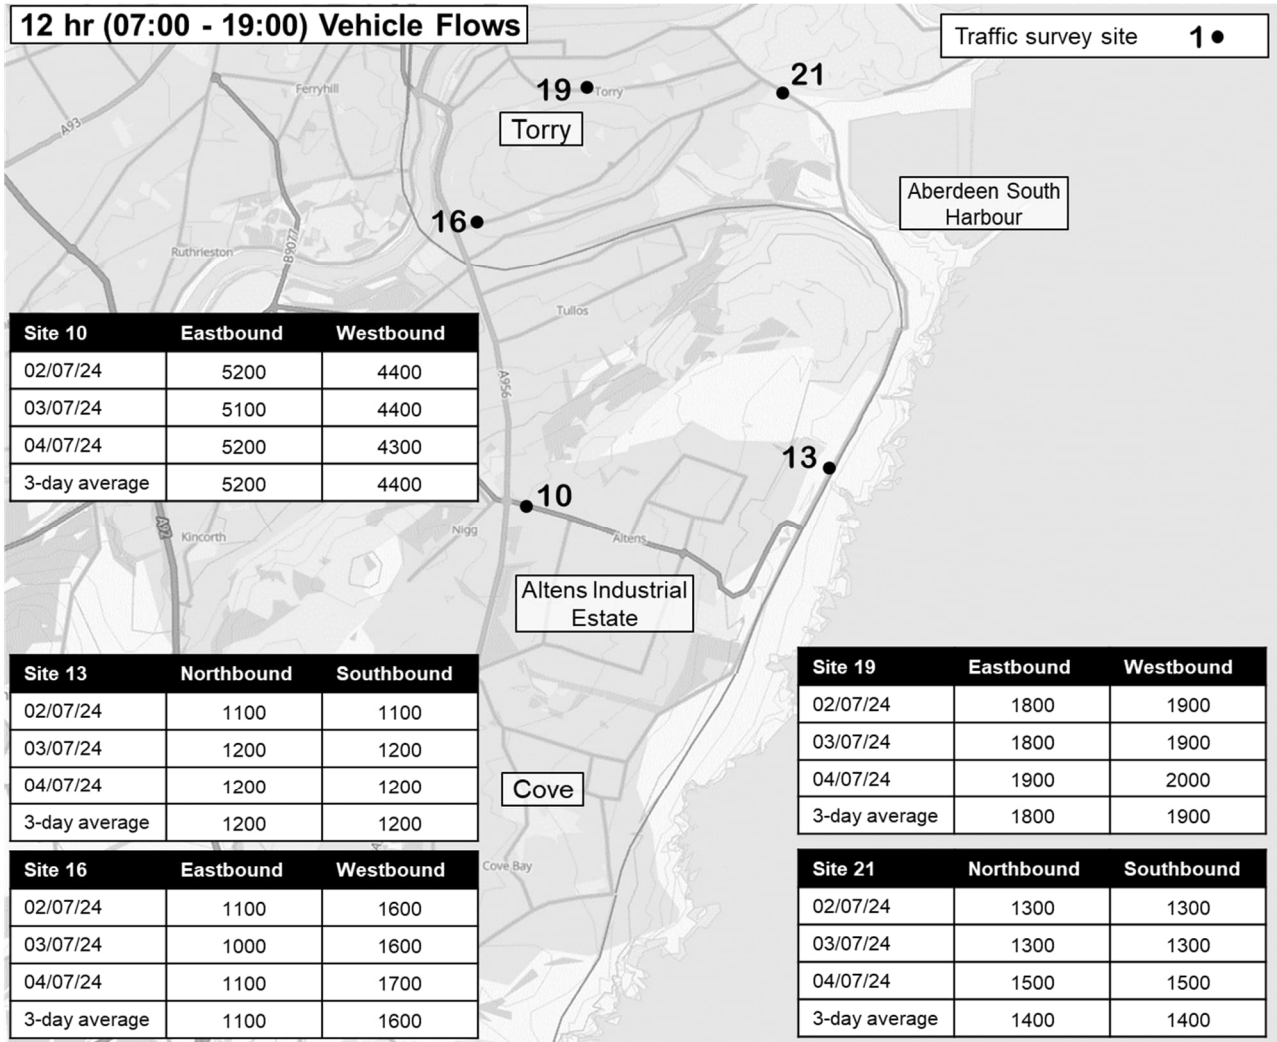 12 hr (07:00 - 19:00) Vehicle Flows
Traffic survey site 1
19
21
Ferryhill
Torry
A93
Torry
Aberdeen South
Harbour
16
Ruthrieston
B9077
Tullos
Site 10 Eastbound Westbound
02/07/24 5200 4400
03/07/24 5100 4400
04/07/24 5200 4300
3-day average 5200 4400
A956
13
10
Nigg
Altens
Kincorth
A92
Altens Industrial
Estate
Site 13 Northbound Southbound
02/07/24 1100 1100
03/07/24 1200 1200
04/07/24 1200 1200
3-day average 1200 1200
Site 19 Eastbound Westbound
02/07/24 1800 1900
03/07/24 1800 1900
04/07/24 1900 2000
3-day average 1800 1900
Cove
Cove Bay
Site 16 Eastbound Westbound
02/07/24 1100 1600
03/07/24 1000 1600
04/07/24 1100 1700
3-day average 1100 1600
Site 21 Northbound Southbound
02/07/24 1300 1300
03/07/24 1300 1300
04/07/24 1500 1500
3-day average 1400 1400